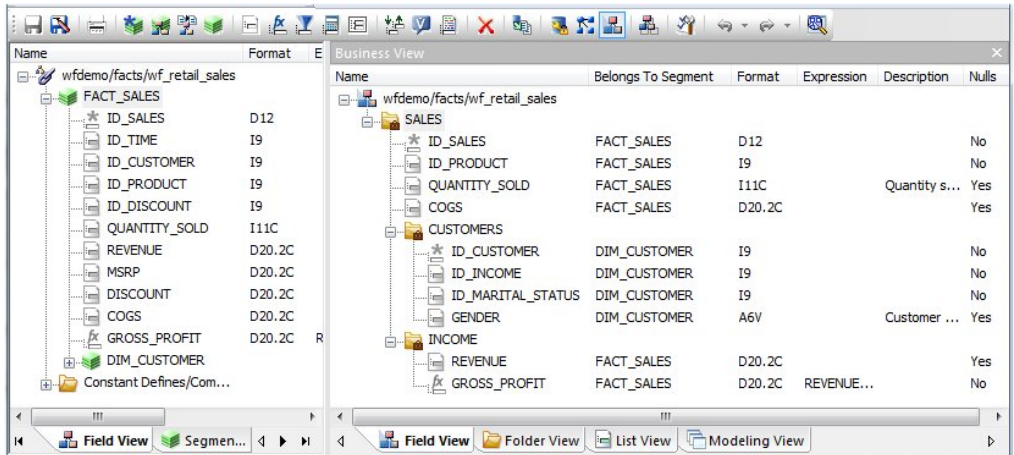 Name Format E
wfdemo/facts/wf_retail_sales
FACT_SALES
ID_SALES D12
ID_TIME I9
ID_CUSTOMER I9
ID_PRODUCT I9
ID_DISCOUNT I9
QUANTITY_SOLD I11C
REVENUE D20.2C
MSRP D20.2C
DISCOUNT D20.2C
COGS D20.2C
GROSS_PROFIT D20.2C R
DIM_CUSTOMER
Constant Defines/Com...
Field View Segmen...
Business View
Name Belongs To Segment Format Expression Description Nulls
wfdemo/facts/wf_retail_sales
SALES
ID_SALES FACT_SALES D12 No
ID_PRODUCT FACT_SALES I9 No
QUANTITY_SOLD FACT_SALES I11C Quantity s... Yes
COGS FACT_SALES D20.2C Yes
CUSTOMERS
ID_CUSTOMER DIM_CUSTOMER I9 No
ID_INCOME DIM_CUSTOMER I9 No
ID_MARITAL_STATUS DIM_CUSTOMER I9 No
GENDER DIM_CUSTOMER A6V Customer ... Yes
INCOME
REVENUE FACT_SALES D20.2C Yes
GROSS_PROFIT FACT_SALES D20.2C REVENUE... No
Field View Folder View List View Modeling View